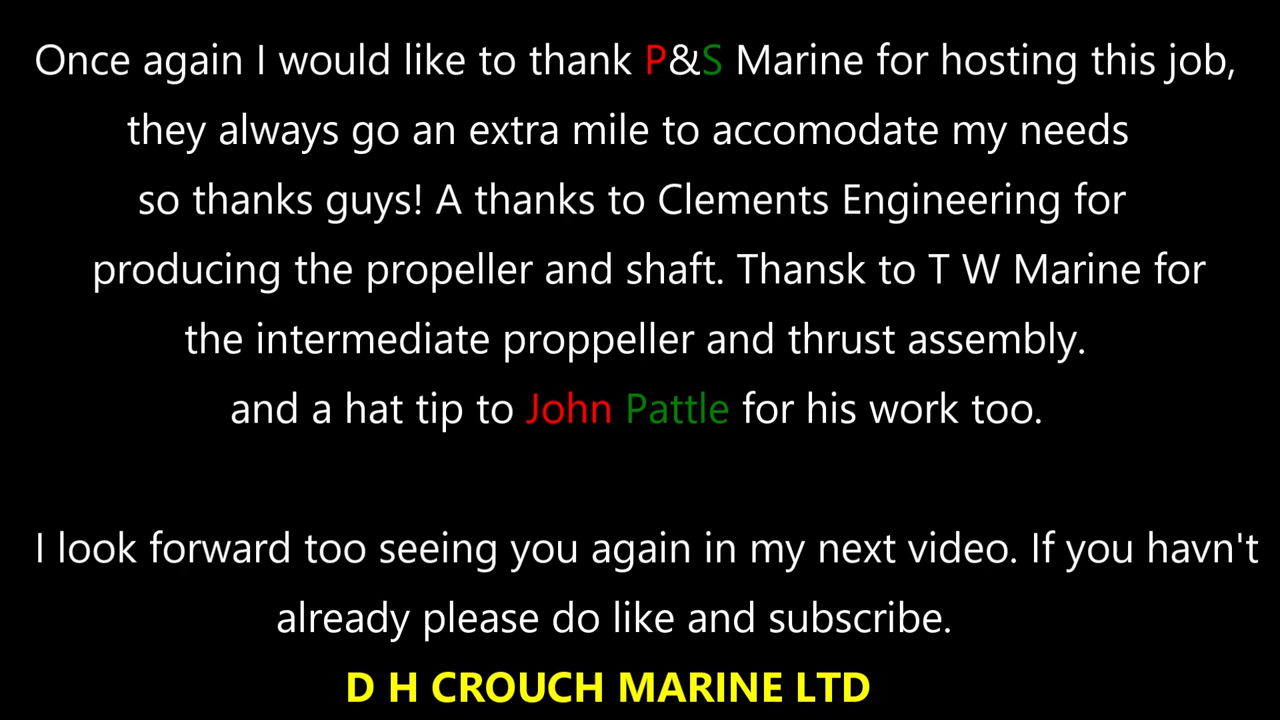 Once again I would like to thank P&S Marine for hosting this job,
they always go an extra mile to accomodate my needs
so thanks guys! A thanks to Clements Engineering for
producing the propeller and shaft. Thansk to T W Marine for
the intermediate proppeller and thrust assembly.
and a hat tip to John Pattle for his work too.
I look forward too seeing you again in my next video. If you havn't
already please do like and subscribe.
D H CROUCH MARINE LTD